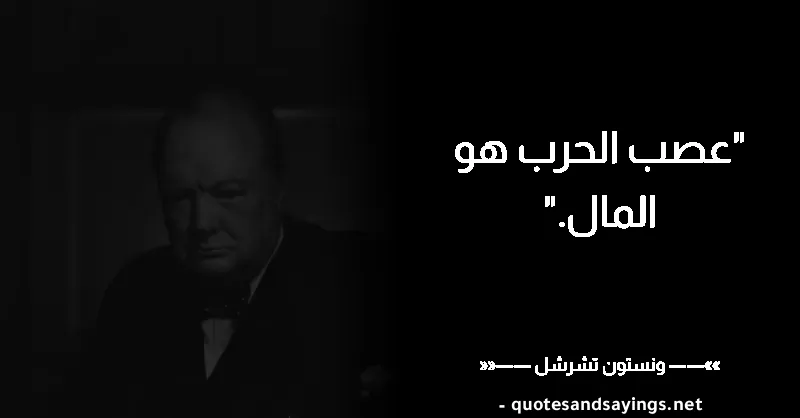 "عصب الحرب هو
المال."
»—— ونستون تشرشل ——»»
- quotesandsayings.net